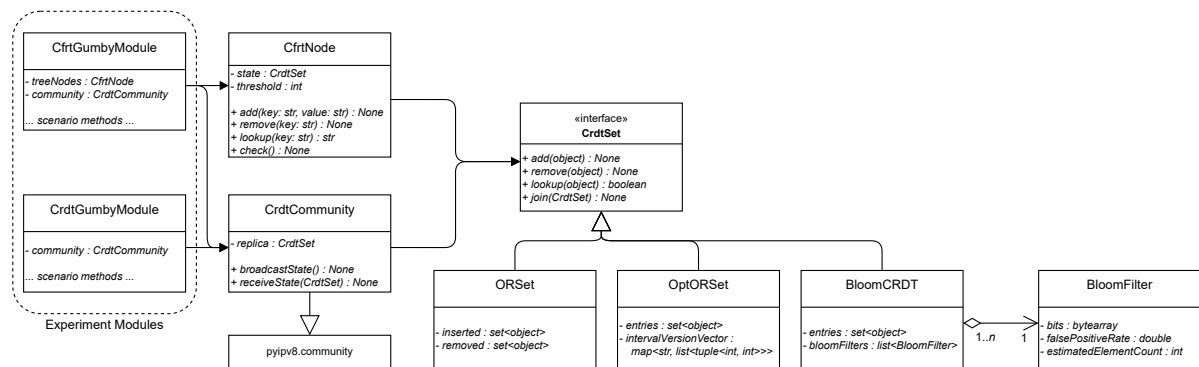 CfrtGumbyModule
- treeNodes : CfrtNode
- community : CrdtCommunity
... scenario methods ...
CrdtGumbyModule
- community : CrdtCommunity
... scenario methods ...
Experiment Modules
CfrtNode
- state : CrdtSet
- threshold : int
+ add(key: str, value: str) : None
+ remove(key: str) : None
+ lookup(key: str) : str
+ check() : None
CrdtCommunity
- replica : CrdtSet
+ broadcastState() : None
+ receiveState(CrdtSet) : None
pyipv8.community
«interface»
CrdtSet
+ add(object) : None
+ remove(object) : None
+ lookup(object) : boolean
+ join(CrdtSet) : None
ORSet
- inserted : set<object>
- removed : set<object>
OptORSet
- entries : set<object>
- intervalVersionVector :
map<str, list<tuple<int, int>>>
BloomCRDT
- entries : set<object>
- bloomFilters : list<BloomFilter>
1..n
1
BloomFilter
- bits : bytearray
- falsePositiveRate : double
- estimatedElementCount : int